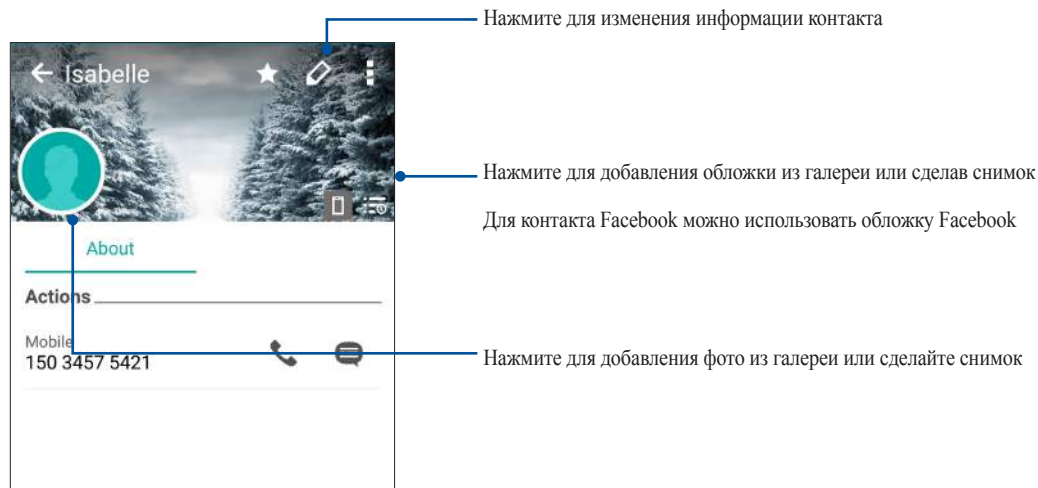 Нажмите для изменения информации контакта
Isabelle
Нажмите для добавления обложки из галереи или сделав снимок
Для контакта Facebook можно использовать обложку Facebook
About
Actions
Mobile
150 3457 5421
Нажмите для добавления фото из галереи или сделайте снимок